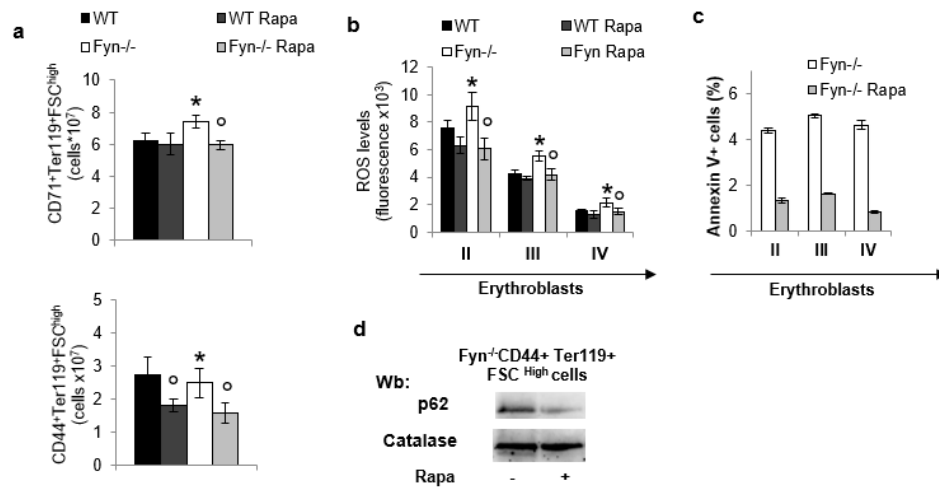 a
WT
WT Rapa
Fyn-/-
Fyn-/- Rapa
CD71+Ter119+FSChigh
(cells*10⁷)
10
8
6
4
2
0
*
°
CD44+Ter119+FSChigh
(cells x10⁷)
5
4
3
2
1
0
°
*
°
b
WT
WT Rapa
Fyn-/-
Fyn Rapa
ROS levels
(fluorescence x10³)
12
10
8
6
4
2
0
*
°
*
°
*
°
II
III
IV
Erythroblasts
c
Fyn-/-
Fyn-/- Rapa
Annexin V+ cells (%)
6
4
2
0
II
III
IV
Erythroblasts
d
Fyn-/-CD44+ Ter119+
FSC High cells
Wb:
p62
Catalase
Rapa - +